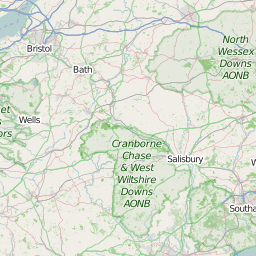 Bristol
North
Wessex
Downs
AONB
Bath
Wells
Cranborne
Chase
& West
Wiltshire
Downs
AONB
Salisbury